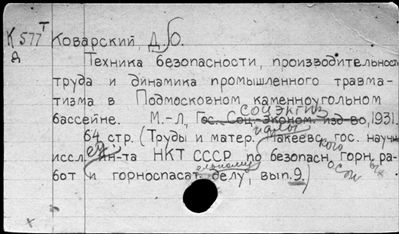 К 577 Т
А
Коварский, Д.Ю.
Техника безопасности, производительность
труда и динамика промышленного травма-
тизма в Подмосковном каменноугольном
бассейне. М.-Л, Гос. Соц.-Эконом. изд-во, 1931.
соцэкгиз
64 стр. (Труды и матер. Макеевского гос. научн
иссл. ин-та НКТ СССР по безопасн. горн. ра-
бот и горноспасат. делу, вып. 9.)